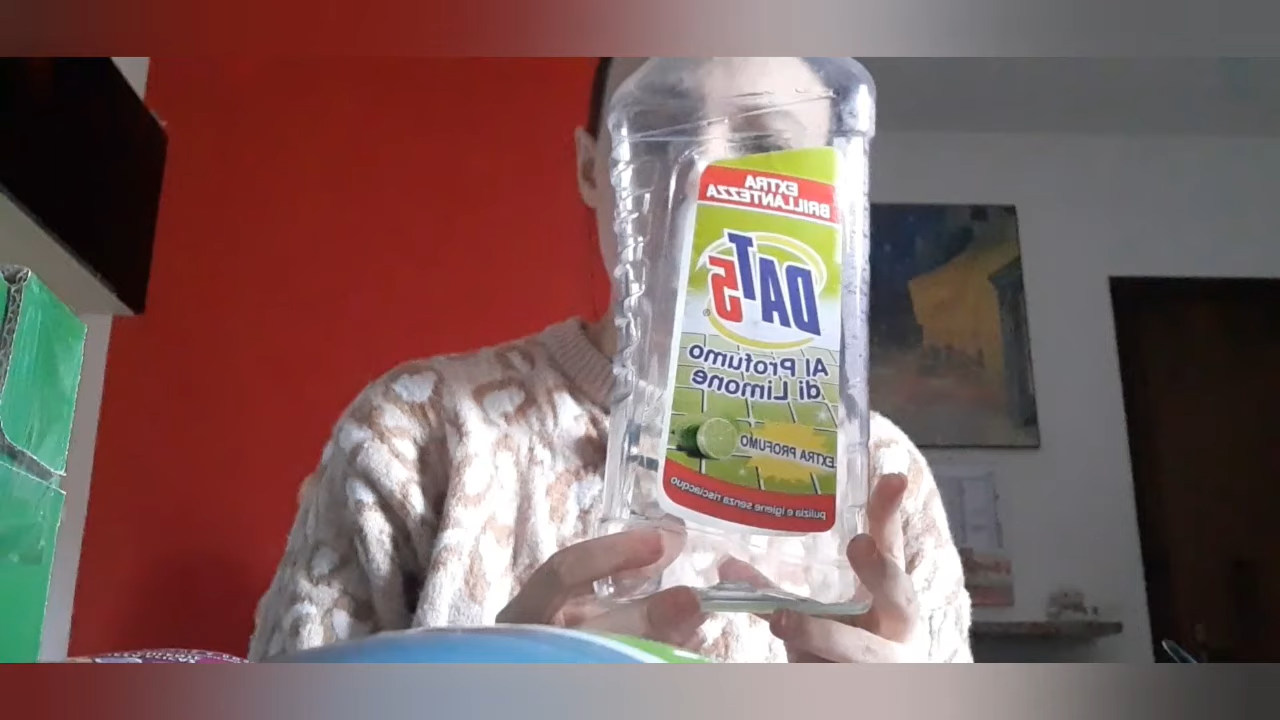 EXTRA
BRILLANTEZZA
DAT5
®
Al Profumo
di Limone
EXTRA PROFUMO
pulizia e igiene senza risciacquo